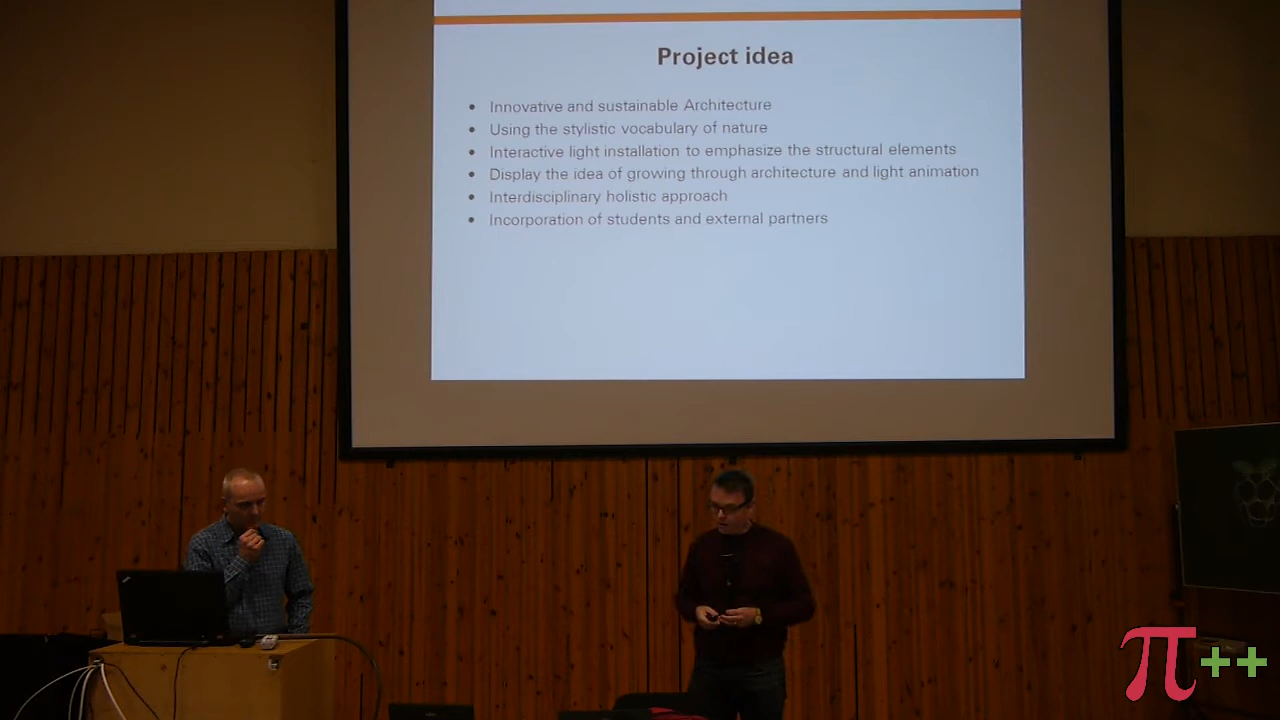 Project idea
• Innovative and sustainable Architecture
• Using the stylistic vocabulary of nature
• Interactive light installation to emphasize the structural elements
• Display the idea of growing through architecture and light animation
• Interdisciplinary holistic approach
• Incorporation of students and external partners
π++